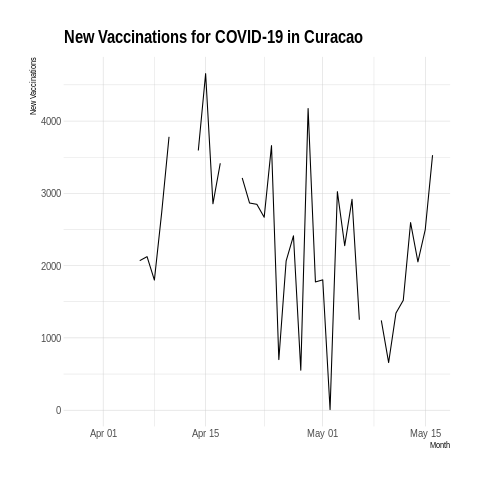 New Vaccinations for COVID-19 in Curacao
New Vaccinations
4000
3000
2000
1000
0
Apr 01
Apr 15
May 01
May 15
Month